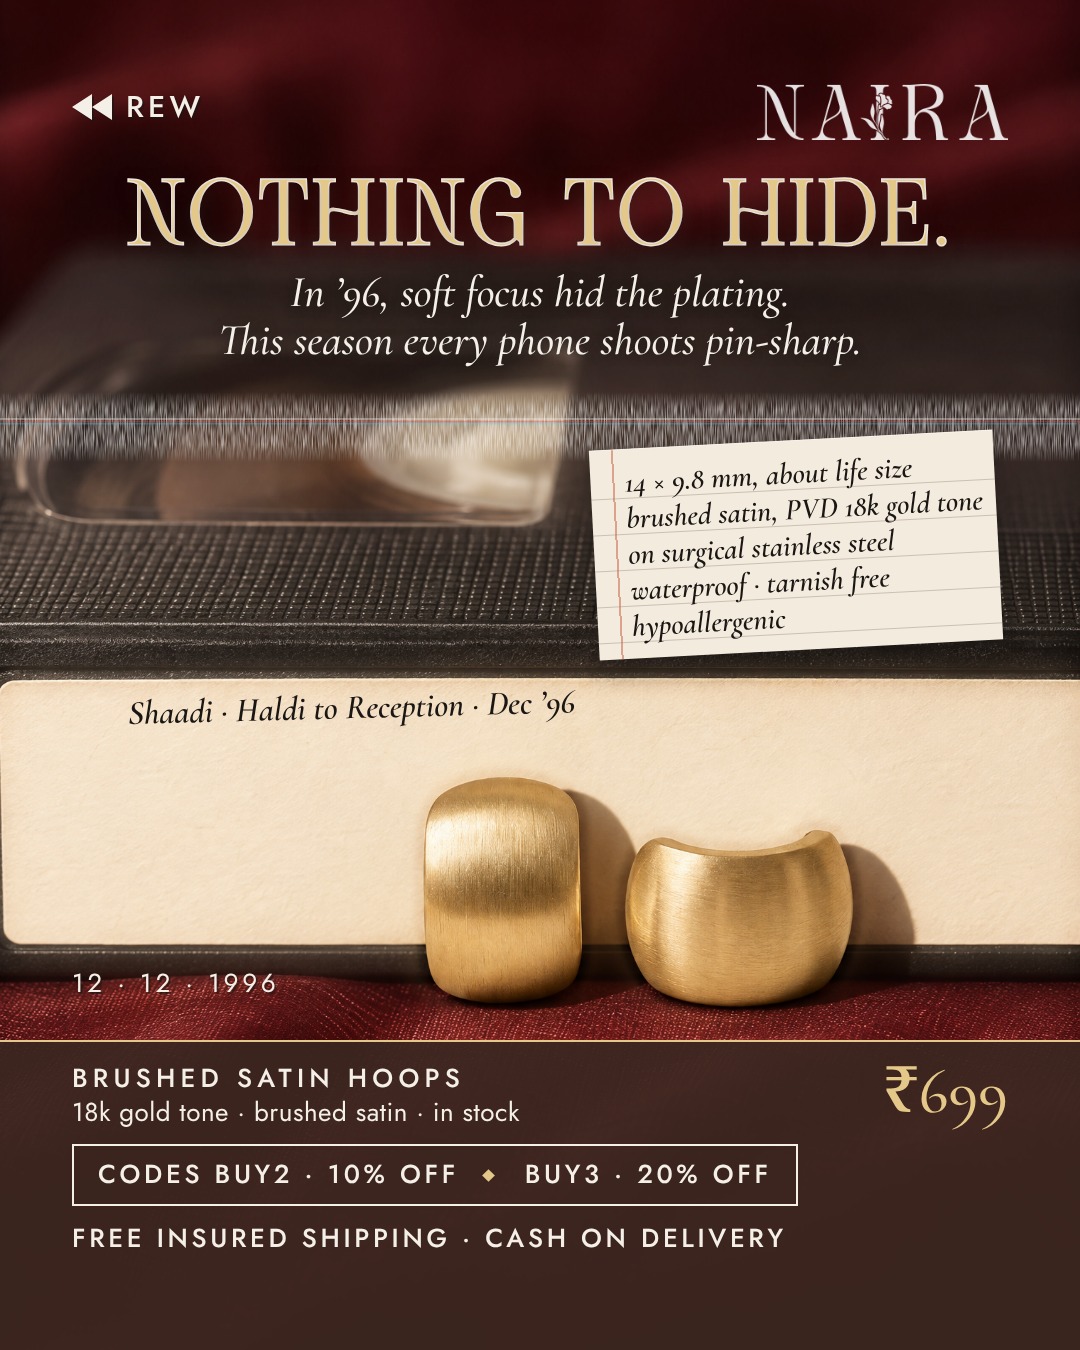 REW
NAIRA
NOTHING TO HIDE.
In ’96, soft focus hid the plating.
This season every phone shoots pin-sharp.
14 × 9.8 mm, about life size
brushed satin, PVD 18k gold tone
on surgical stainless steel
waterproof · tarnish free
hypoallergenic
Shaadi · Haldi to Reception · Dec ’96
12 · 12 · 1996
BRUSHED SATIN HOOPS
₹699
18k gold tone · brushed satin · in stock
CODES BUY2 · 10% OFF ◆ BUY3 · 20% OFF
FREE INSURED SHIPPING · CASH ON DELIVERY